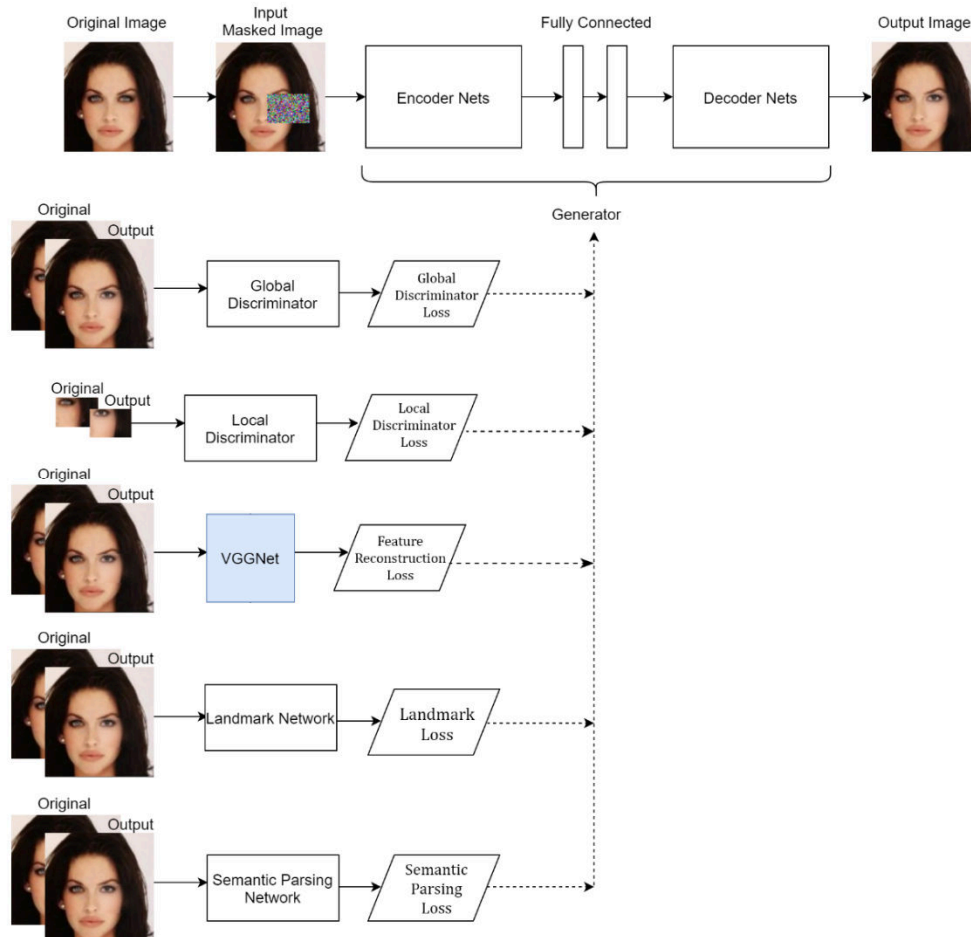 Original Image
Input
Masked Image
Fully Connected
Output Image
Encoder Nets
Decoder Nets
Generator
Original
Output
Global
Discriminator
Global
Discriminator
Loss
Original
Output
Local
Discriminator
Local
Discriminator
Loss
Original
Output
VGGNet
Feature
Reconstruction
Loss
Original
Output
Landmark Network
Landmark
Loss
Original
Output
Semantic Parsing
Network
Semantic
Parsing
Loss